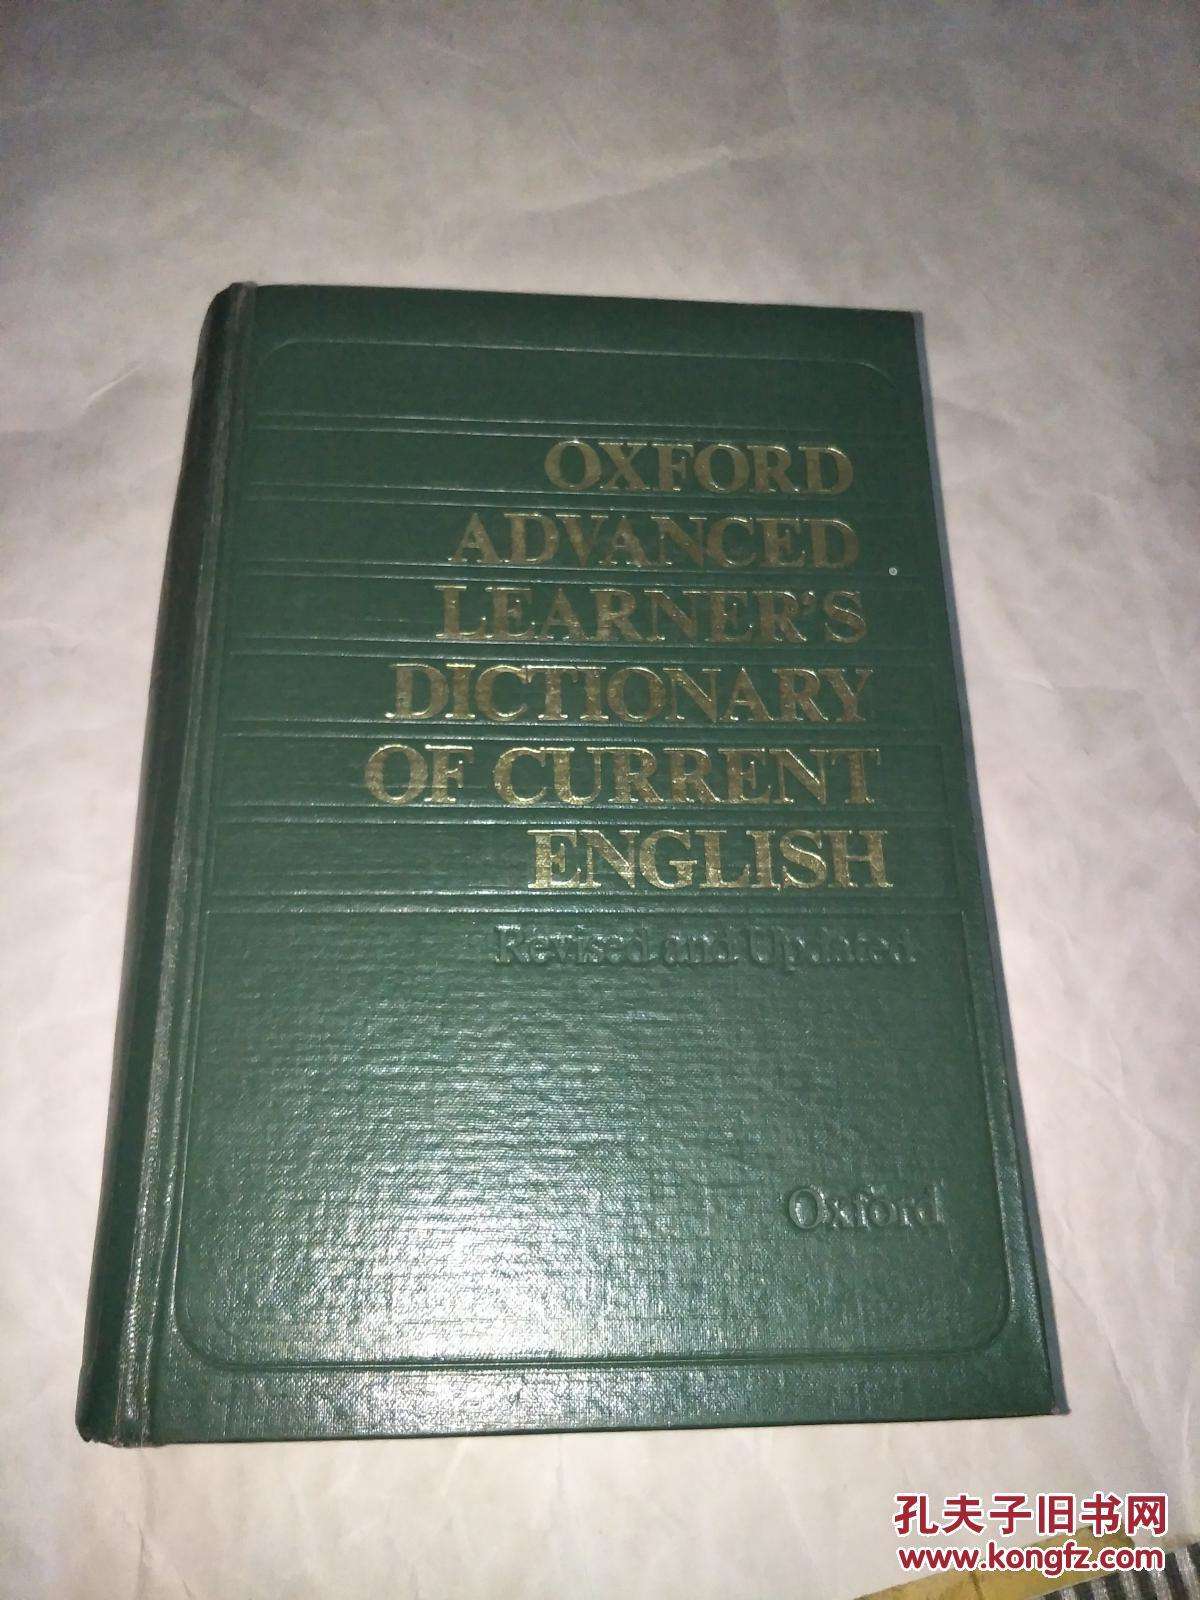 OXFORD
ADVANCED
LEARNER'S
DICTIONARY
OF CURRENT
ENGLISH
Revised and Updated
Oxford
孔夫子旧书网
www.kongfz.com